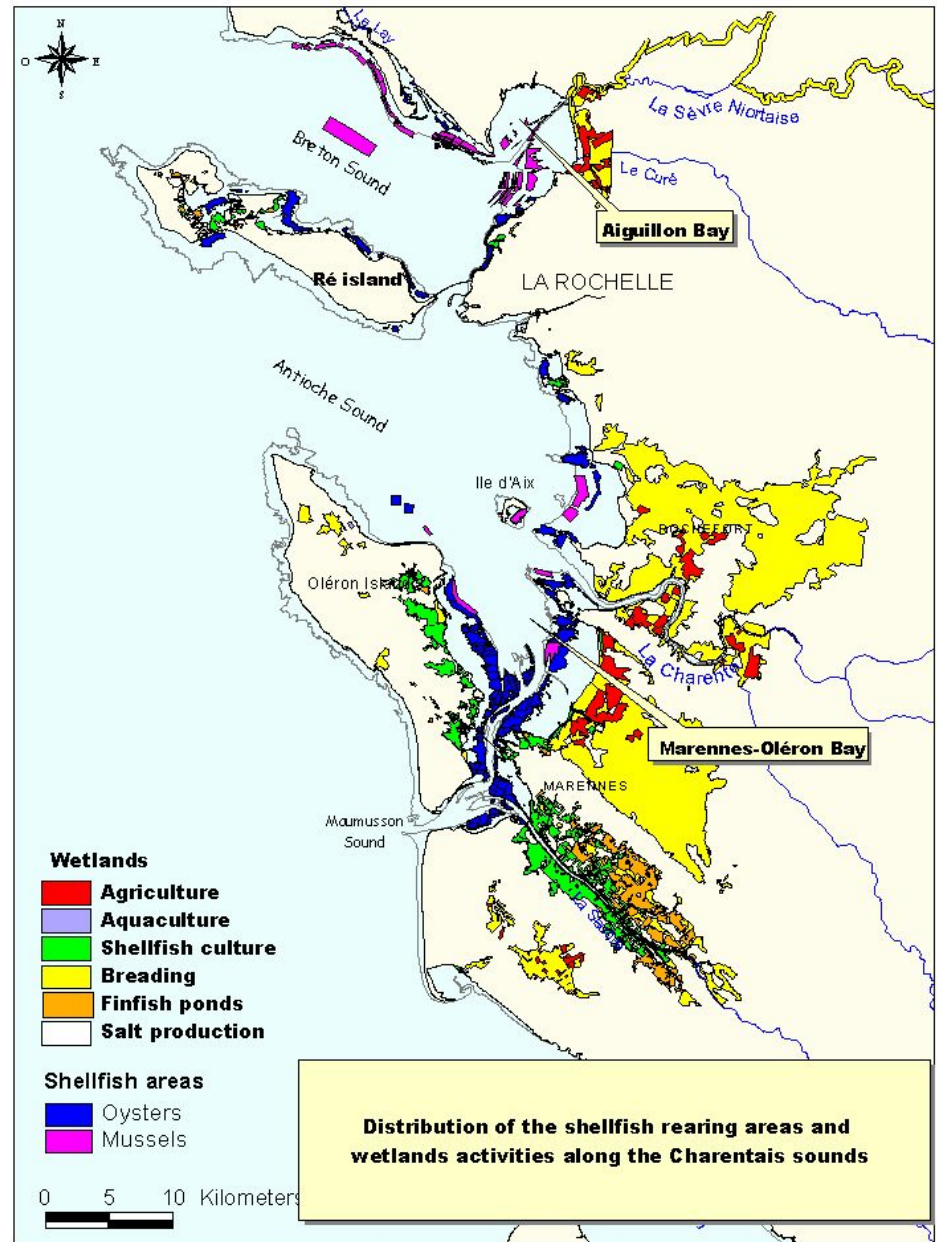 N
O
E
S
La Lay
La Sèvre Niortaise
Breton Sound
Le Curé
Aiguillon Bay
Ré island
LA ROCHELLE
Antioche Sound
Ile d'Aix
ROCHEFORT
Oléron Island
La Charente
Marennes-Oléron Bay
MARENNES
Maumusson
Sound
La Seudre
Wetlands
Agriculture
Aquaculture
Shellfish culture
Breading
Finfish ponds
Salt production
Shellfish areas
Oysters
Mussels
0 5 10 Kilometers
Distribution of the shellfish rearing areas and
wetlands activities along the Charentais sounds